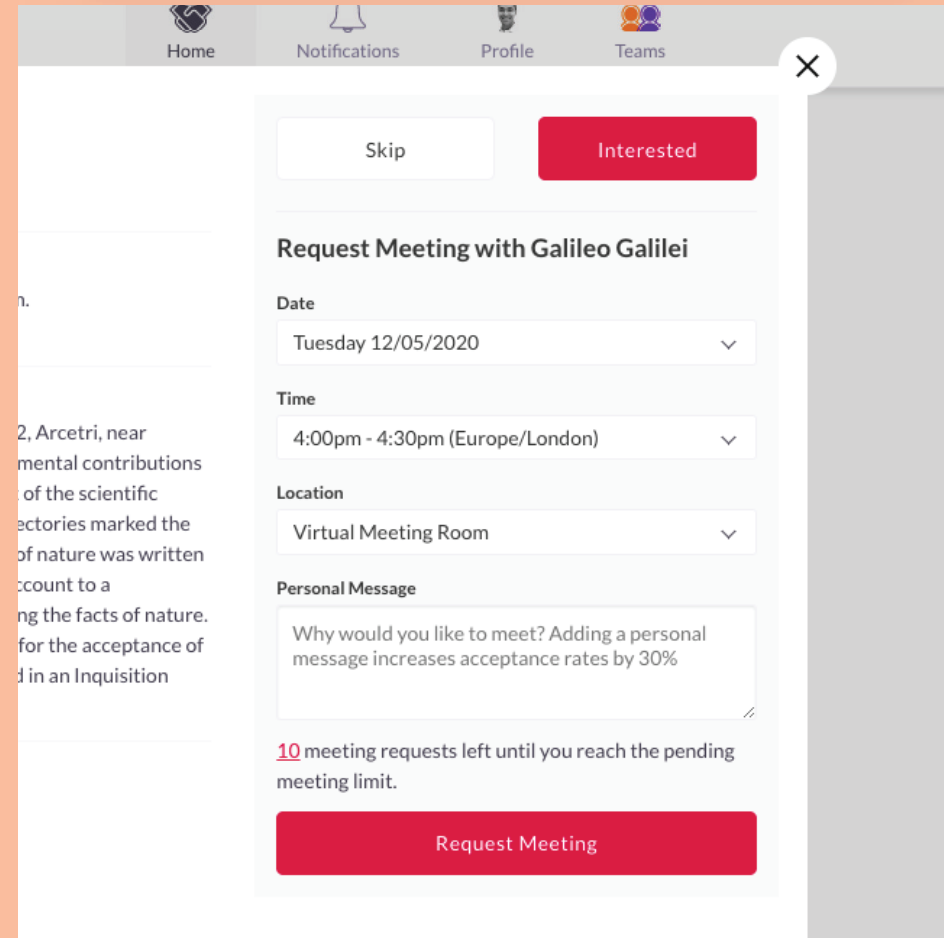 Home
Notifications
Profile
Teams
Skip
Interested
Request Meeting with Galileo Galilei
Date
Tuesday 12/05/2020
Time
4:00pm - 4:30pm (Europe/London)
Location
Virtual Meeting Room
Personal Message
Why would you like to meet? Adding a personal
message increases acceptance rates by 30%
10 meeting requests left until you reach the pending
meeting limit.
Request Meeting
2, Arcetri, near
mental contributions
of the scientific
ectories marked the
of nature was written
ccount to a
ng the facts of nature.
for the acceptance of
d in an Inquisition